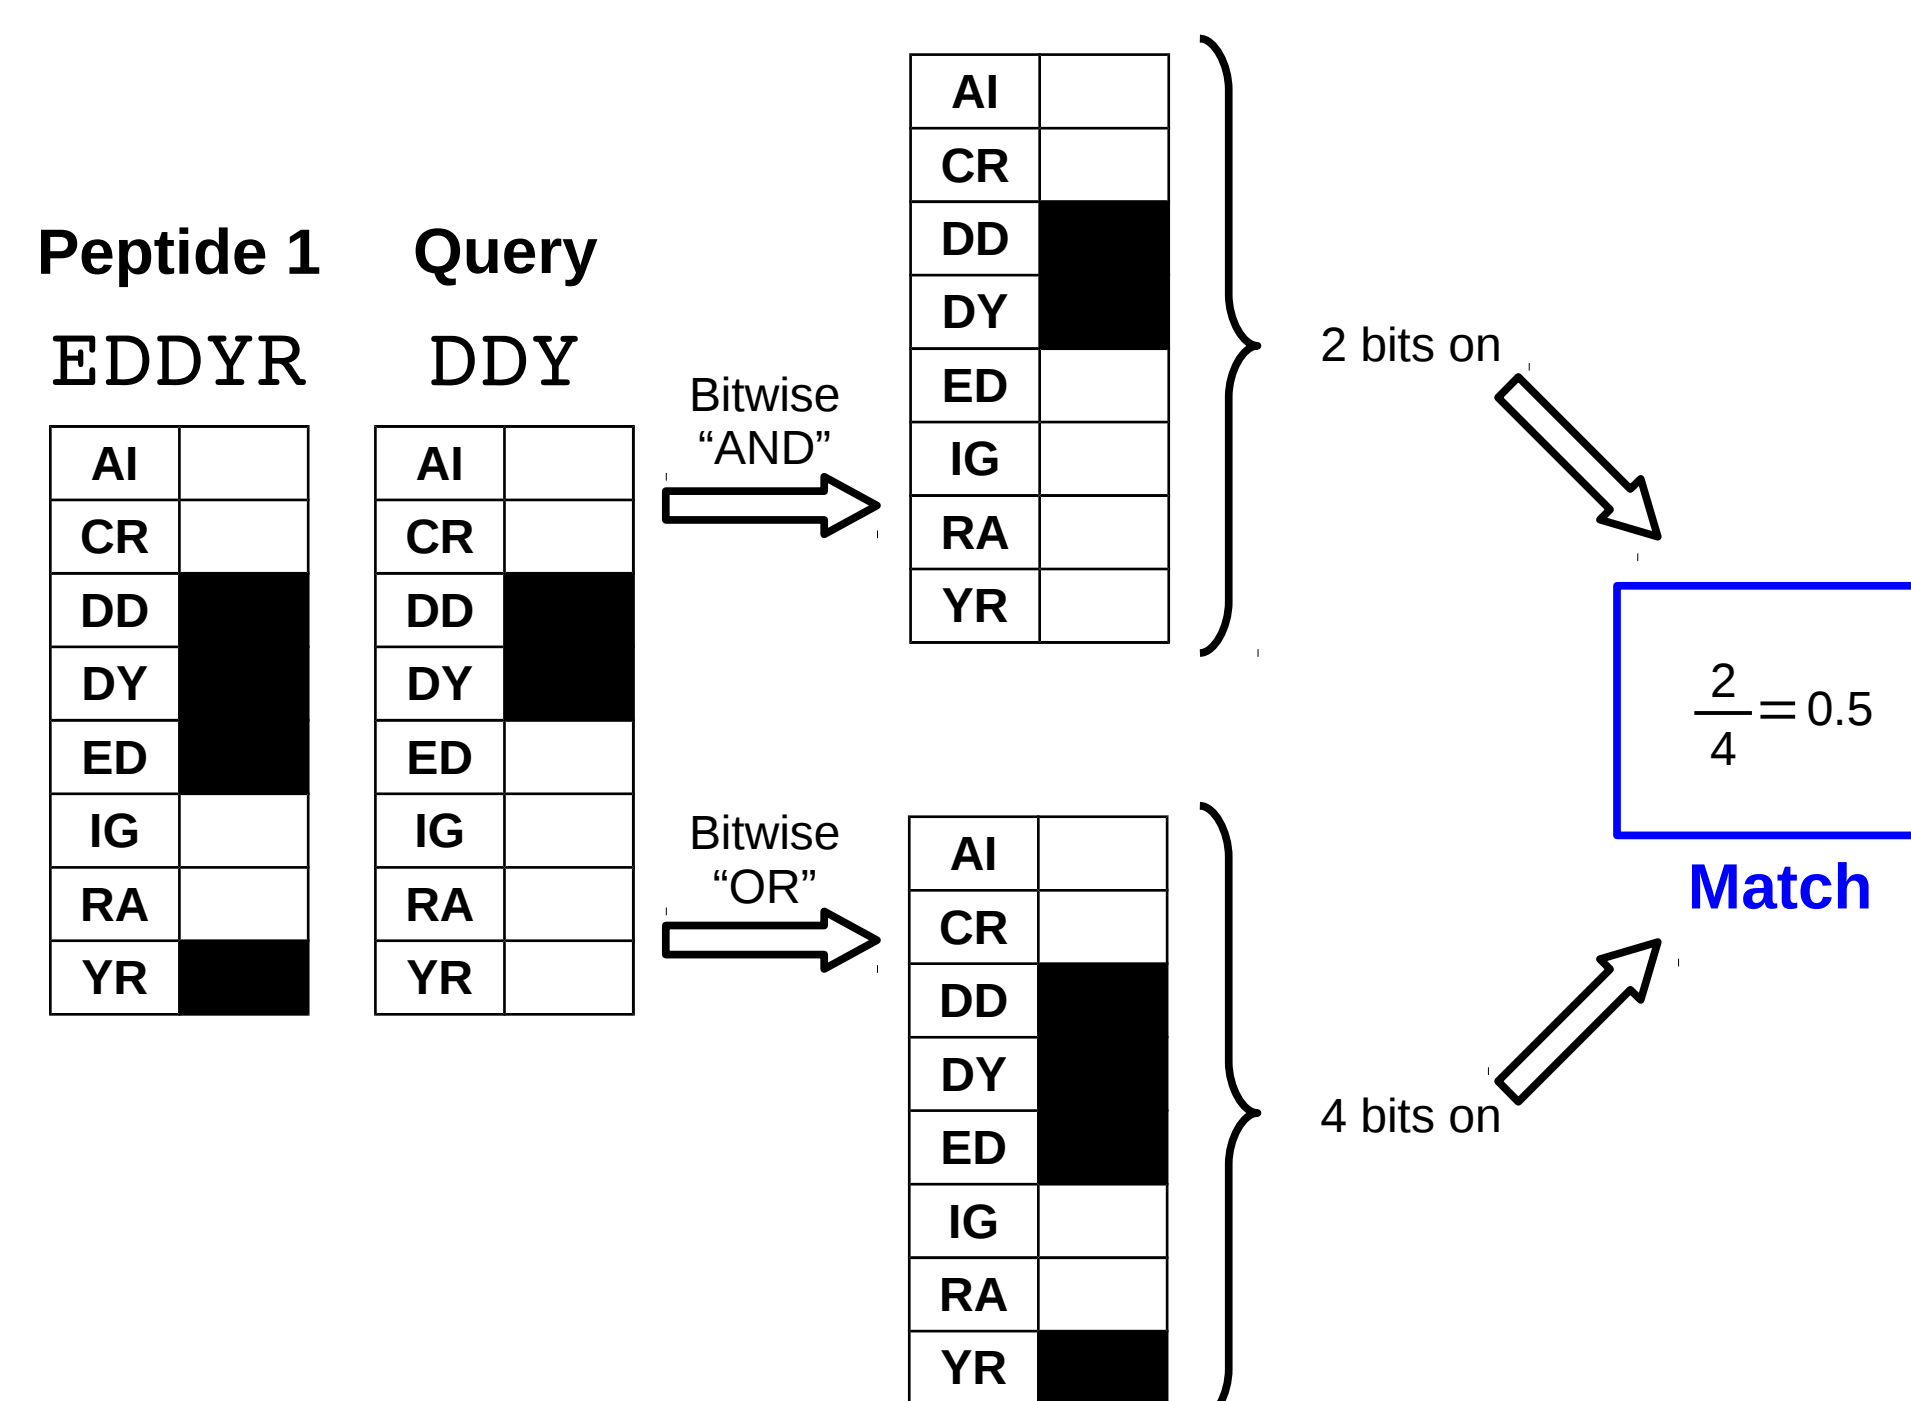 Peptide 1
EDDYR
AI
CR
DD
DY
ED
IG
RA
YR
Query
DDY
AI
CR
DD
DY
ED
IG
RA
YR
Bitwise
“AND”
AI
CR
DD
DY
ED
IG
RA
YR
2 bits on
Bitwise
“OR”
AI
CR
DD
DY
ED
IG
RA
YR
4 bits on
2
4
=0.5
Match